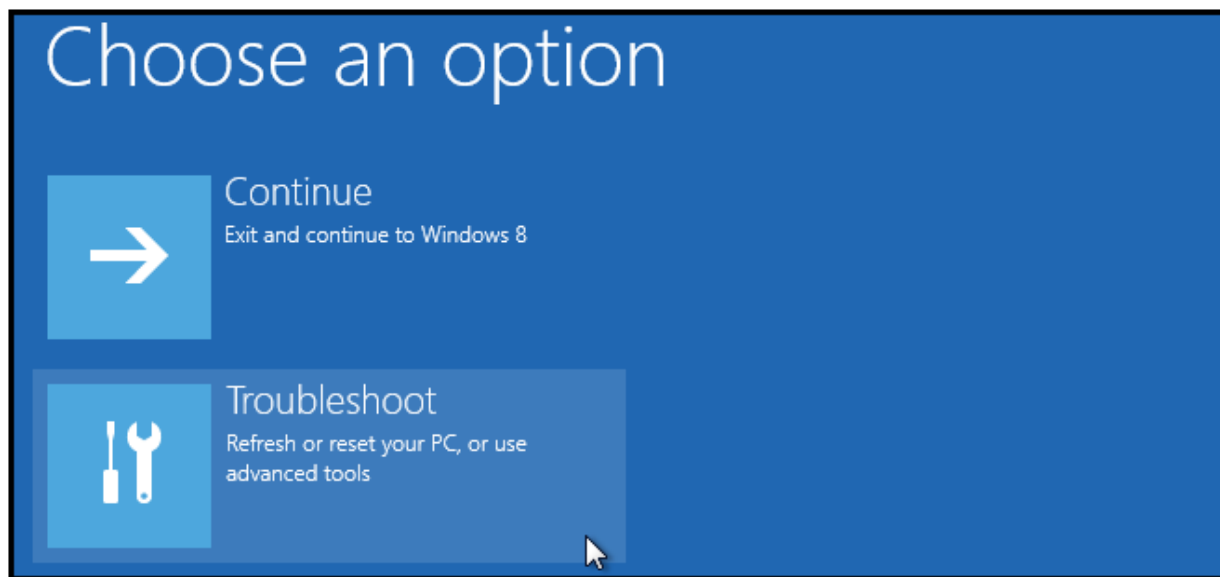 Choose an option
Continue
Exit and continue to Windows 8
Troubleshoot
Refresh or reset your PC, or use
advanced tools